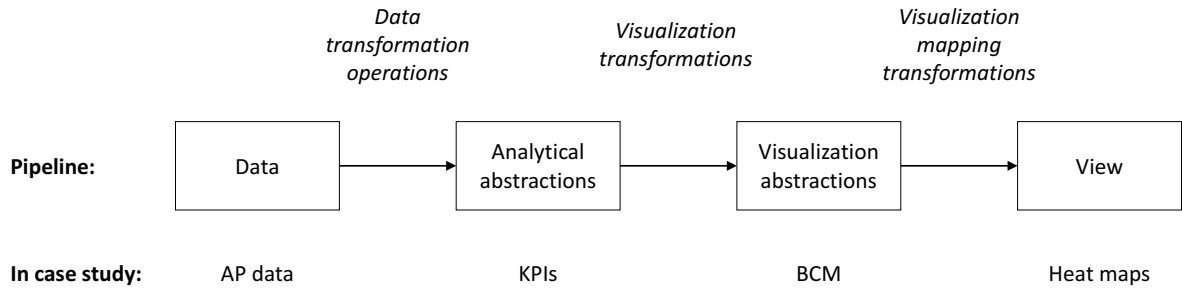 Data
transformation
operations
Visualization
transformations
Visualization
mapping
transformations
Pipeline:
Data
Analytical
abstractions
Visualization
abstractions
View
In case study:
AP data
KPIs
BCM
Heat maps